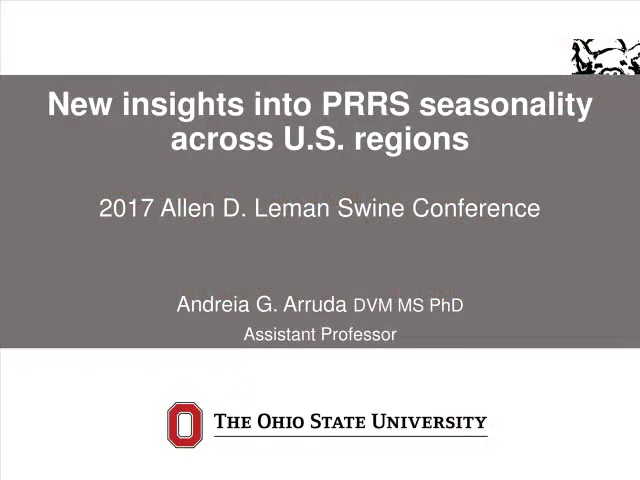 New insights into PRRS seasonality
across U.S. regions
2017 Allen D. Leman Swine Conference
Andreia G. Arruda DVM MS PhD
Assistant Professor
The Ohio State University